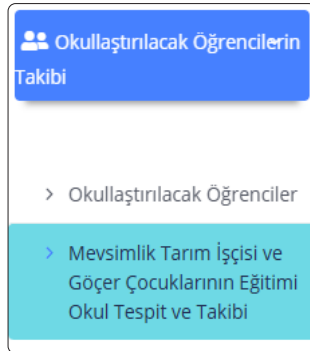 Okullaştırılacak Öğrencilerin
Takibi
Okullaştırılacak Öğrenciler
Mevsimlik Tarım İşçisi ve
Göçer Çocuklarının Eğitimi
Okul Tespit ve Takibi